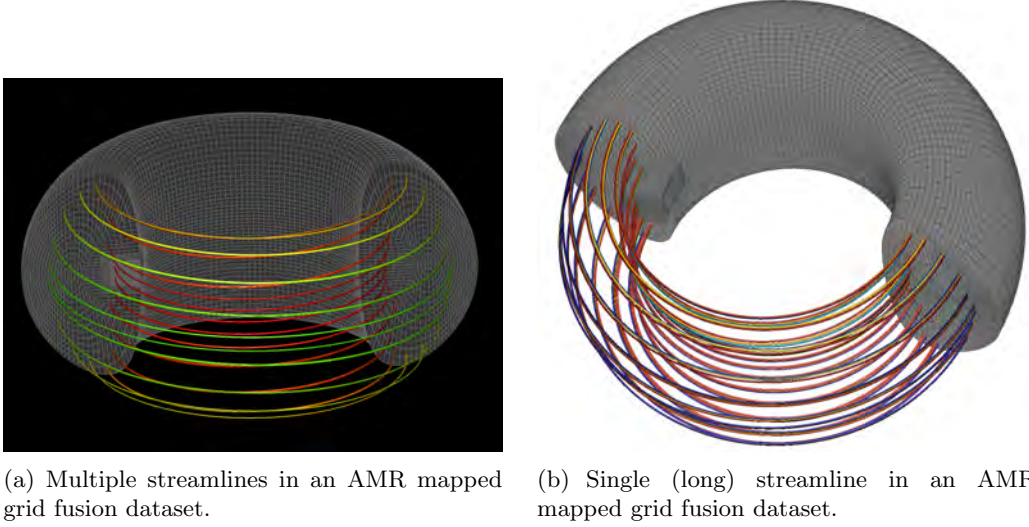 (a) Multiple streamlines in an AMR mapped
grid fusion dataset.
(b) Single (long) streamline in an AMR
mapped grid fusion dataset.